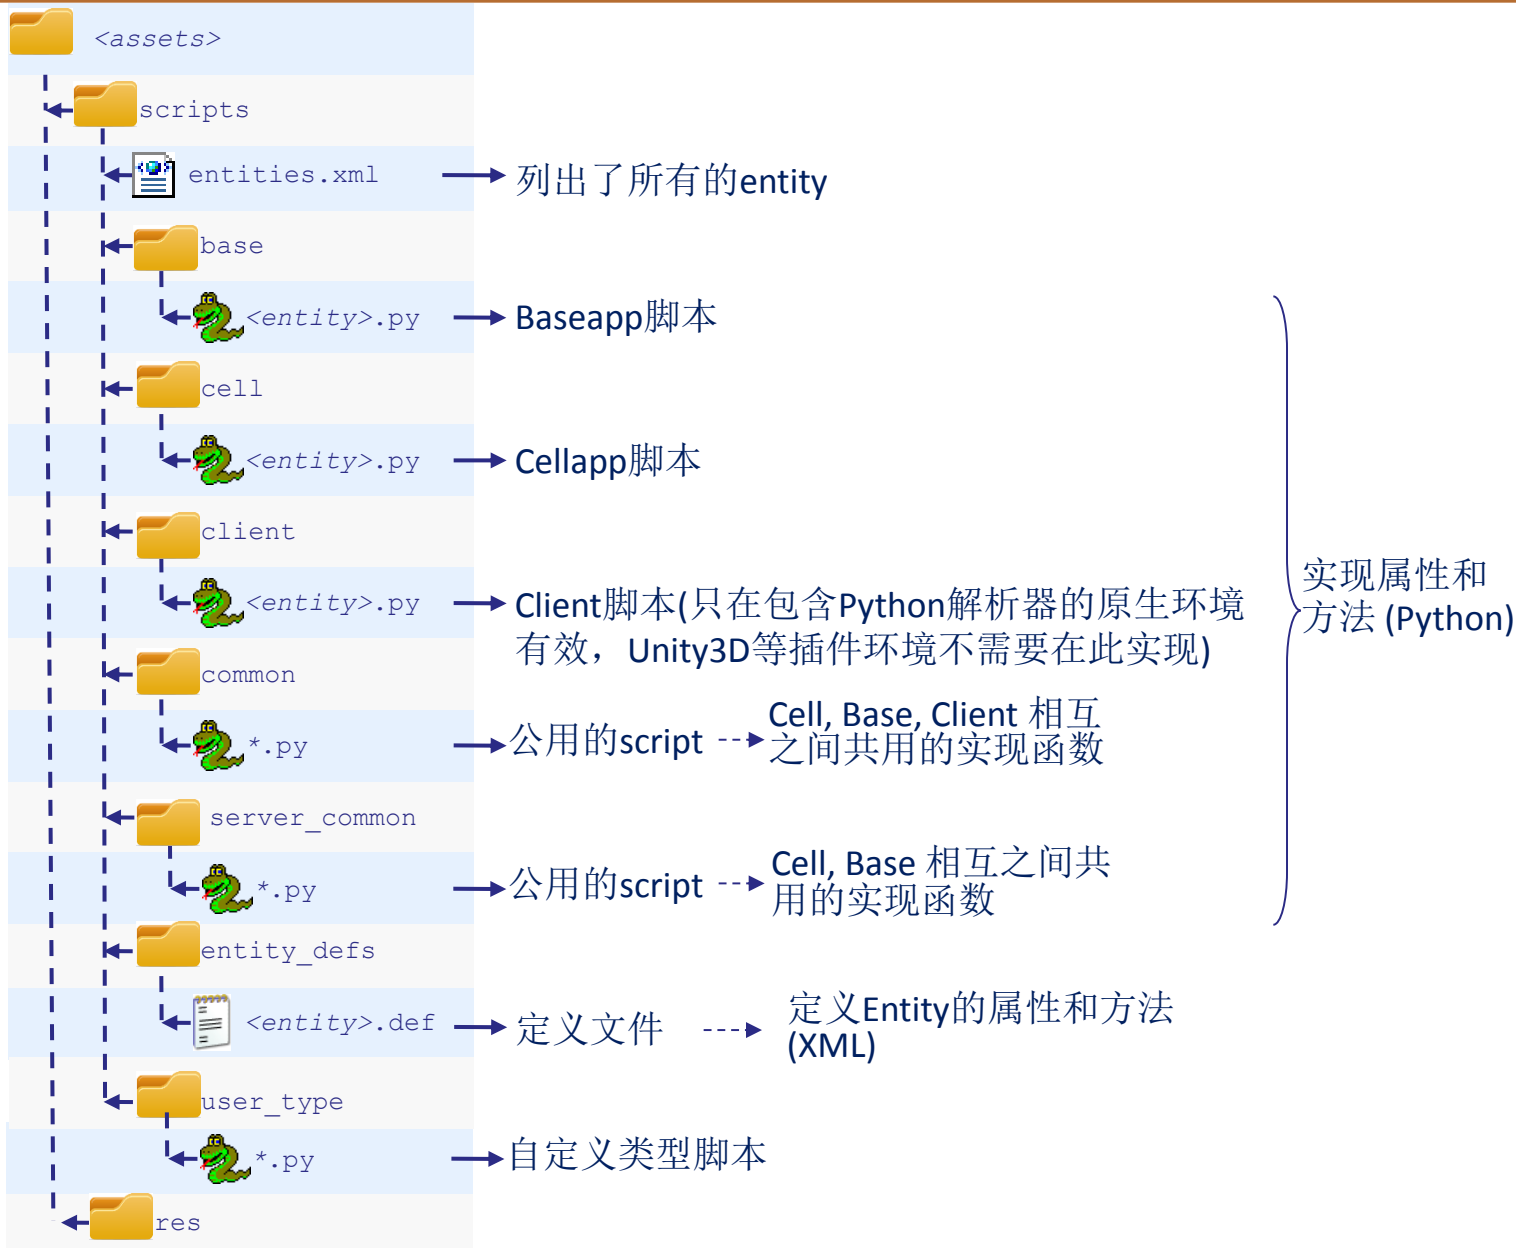 <assets>
scripts
entities.xml
列出了所有的entity
base
<entity>.py
Baseapp脚本
cell
<entity>.py
Cellapp脚本
client
<entity>.py
Client脚本(只在包含Python解析器的原生环境
有效，Unity3D等插件环境不需要在此实现)
实现属性和
方法 (Python)
common
*.py
公用的script
Cell, Base, Client 相互
之间共用的实现函数
server_common
*.py
公用的script
Cell, Base 相互之间共
用的实现函数
entity_defs
<entity>.def
定义文件
定义Entity的属性和方法
(XML)
user_type
*.py
自定义类型脚本
res